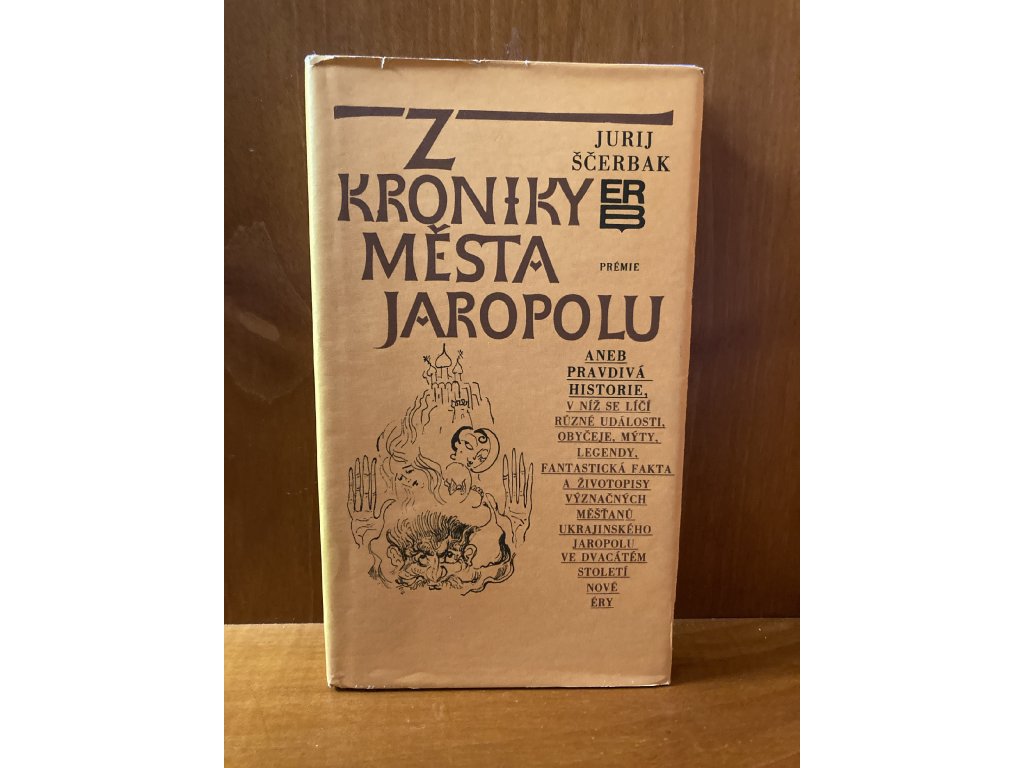 Z
KRONIKY
MĚSTA
JAROPOLU
JURIJ
ŠČERBAK
ER
B
PRÉMIE
ANEB
PRAVDIVÁ
HISTORIE,
V NÍŽ SE LÍČÍ
RŮZNÉ UDÁLOSTI,
OBYČEJE, MÝTY,
LEGENDY,
FANTASTICKÁ FAKTA
A ŽIVOTOPISY
VÝZNAČNÝCH
MĚŠŤANŮ
UKRAJINSKÉHO
JAROPOLU
VE DVACÁTÉM
STOLETÍ
NOVÉ
ÉRY